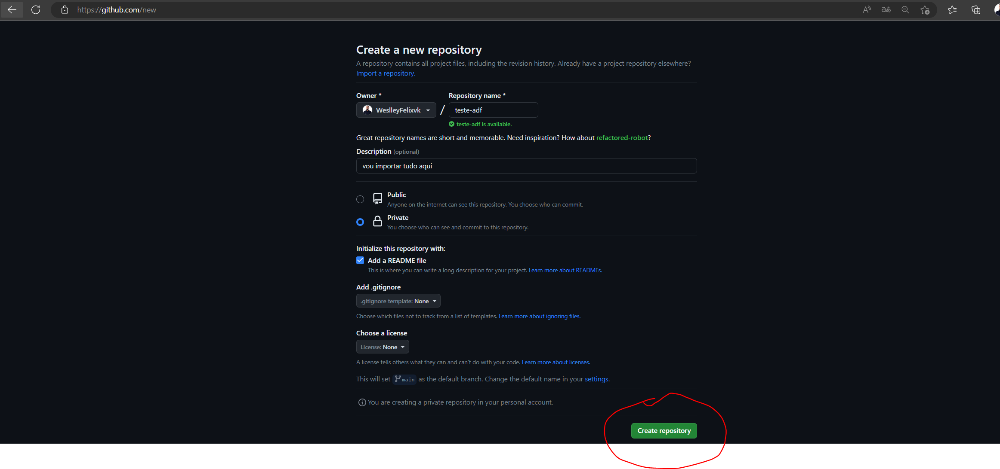 https://github.com/new
Create a new repository
A repository contains all project files, including the revision history. Already have a project repository elsewhere?
Import a repository.
Owner * Repository name *
WeslleyFelixvk / teste-adf
teste-adf is available.
Great repository names are short and memorable. Need inspiration? How about refactored-robot?
Description (optional)
vou importar tudo aqui
Public
Anyone on the internet can see this repository. You choose who can commit.
Private
You choose who can see and commit to this repository.
Initialize this repository with:
Add a README file
This is where you can write a long description for your project. Learn more about READMEs.
Add .gitignore
.gitignore template: None
Choose which files not to track from a list of templates. Learn more about ignoring files.
Choose a license
License: None
A license tells others what they can and can't do with your code. Learn more about licenses.
This will set main as the default branch. Change the default name in your settings.
You are creating a private repository in your personal account.
Create repository